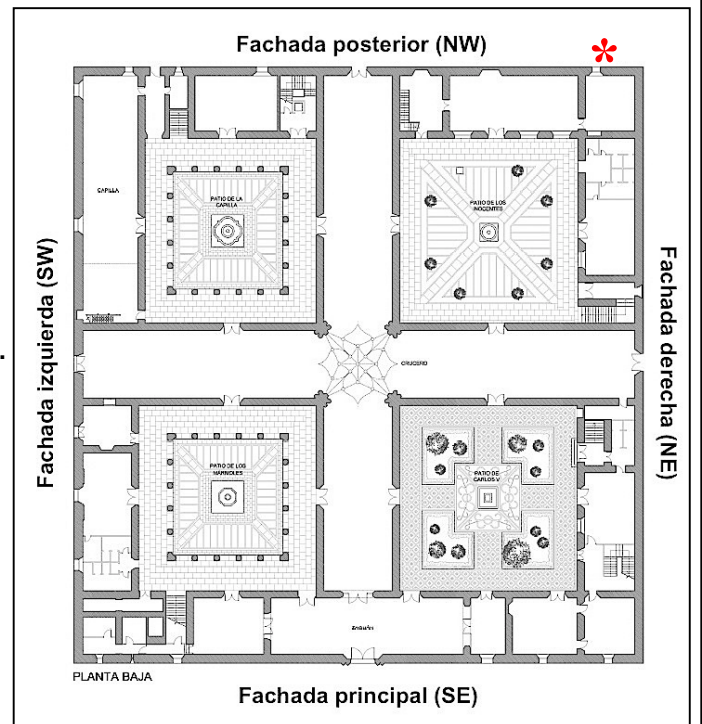 Fachada posterior (NW)
CAPILLA
PATIO DE LA
CAPILLA
PATIO DE LOS
INOCENTES
Fachada izquierda (SW)
Fachada derecha (NE)
CRUCERO
PATIO DE LOS
MÁRMOLES
PATIO DE
CARLOS V
ZAGUÁN
PLANTA BAJA
Fachada principal (SE)